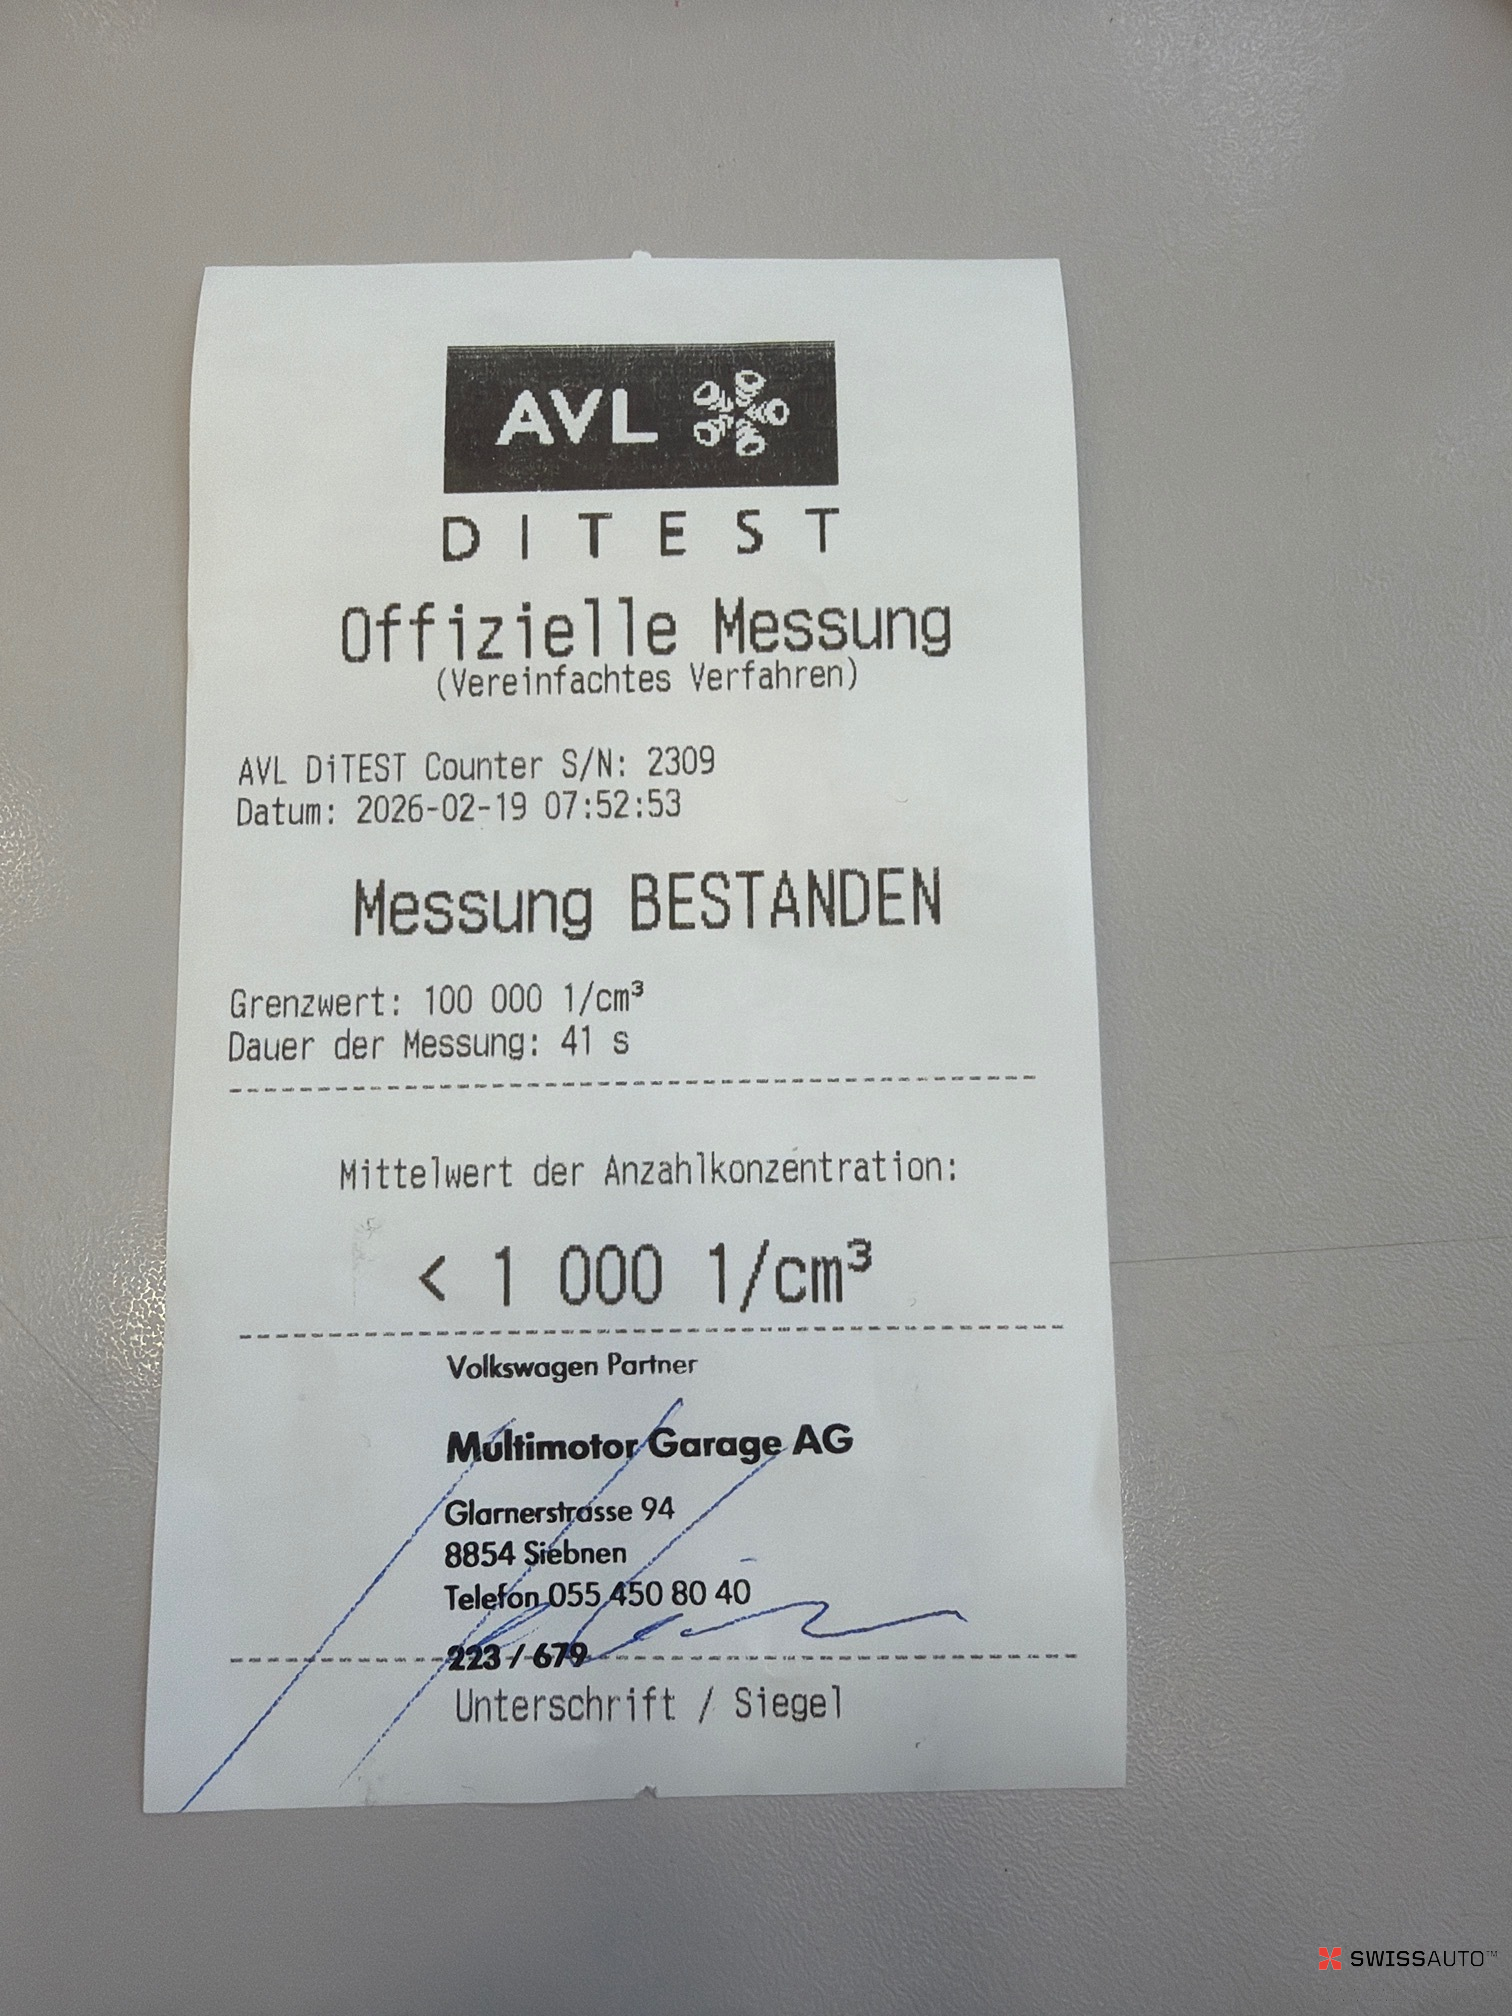 AVL
DITEST
Offizielle Messung
(Vereinfachtes Verfahren)
AVL DiTEST Counter S/N: 2309
Datum: 2026-02-19 07:52:53
Messung BESTANDEN
Grenzwert: 100 000 1/cm³
Dauer der Messung: 41 s
Mittelwert der Anzahlkonzentration:
< 1 000 1/cm³
Volkswagen Partner
Multimotor Garage AG
Glarnerstrasse 94
8854 Siebnen
Telefon 055 450 80 40
223 / 679
Unterschrift / Siegel
SWISSAUTO™